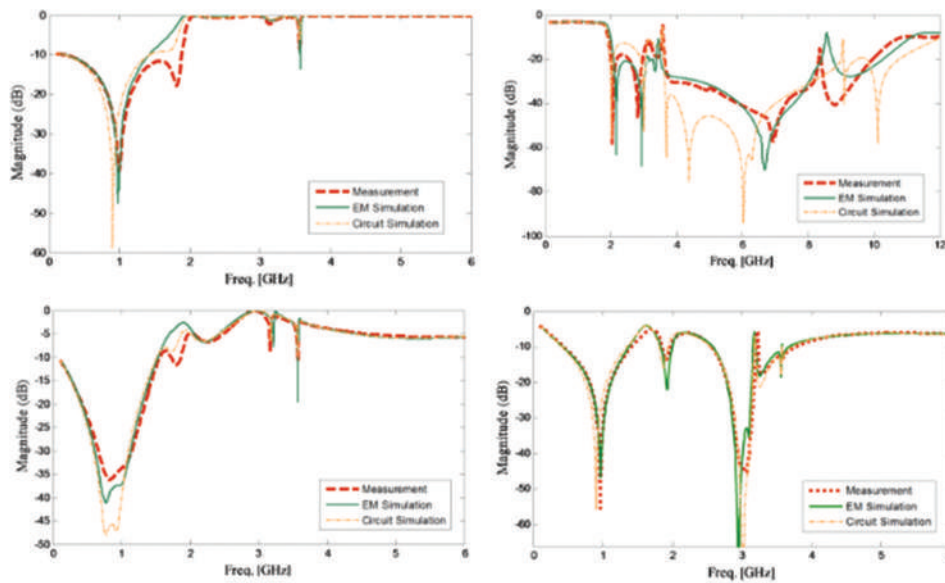 0
-10
-20
-30
-40
-50
-60
Magnitude (dB)
Measurement
EM Simulation
Circuit Simulation
0 1 2 3 4 5 6
Freq. [GHz]
0
-20
-40
-60
-80
-100
Magnitude (dB)
Measurement
EM Simulation
Circuit Simulation
0 2 4 6 8 10 12
Freq. [GHz]
0
-5
-10
-15
-20
-25
-30
-35
-40
-45
-50
Magnitude (dB)
Measurement
EM Simulation
Circuit Simulation
0 1 2 3 4 5 6
Freq. [GHz]
0
-10
-20
-30
-40
-50
-60
Magnitude (dB)
Measurement
EM Simulation
Circuit Simulation
0 1 2 3 4 5
Freq. [GHz]